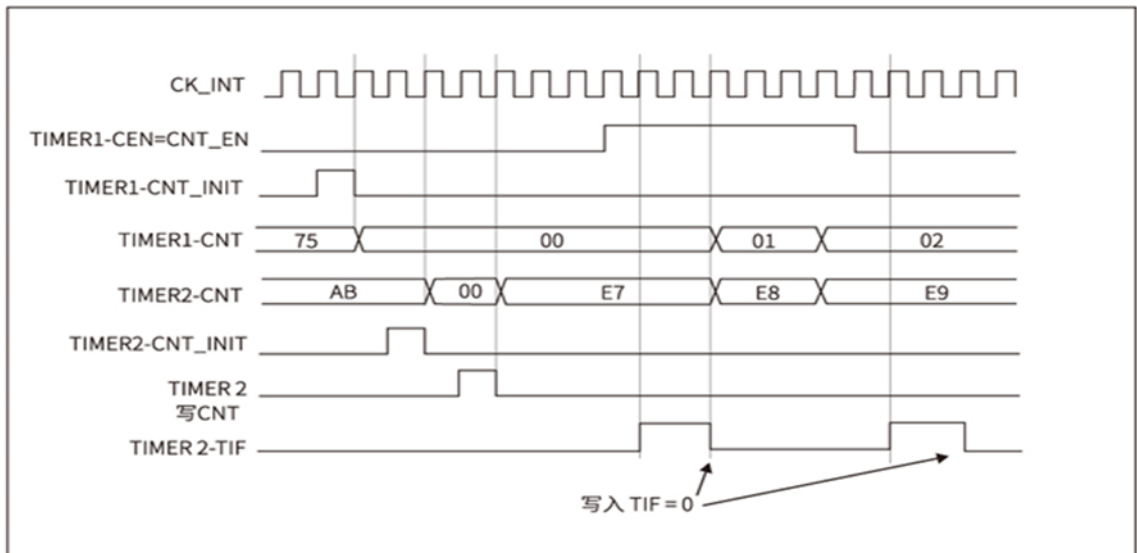 CK_INT
TIMER1-CEN=CNT_EN
TIMER1-CNT_INIT
TIMER1-CNT 75 00 01 02
TIMER2-CNT AB 00 E7 E8 E9
TIMER2-CNT_INIT
TIMER 2
写CNT
TIMER 2-TIF
写入 TIF = 0